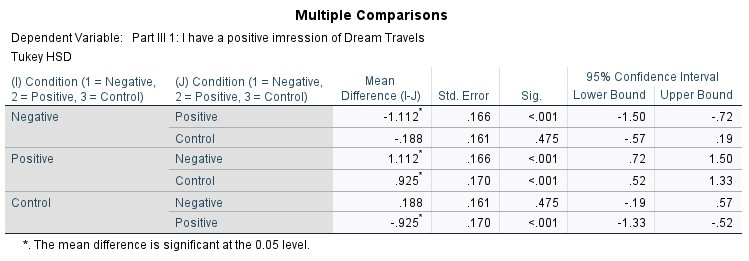 Multiple Comparisons
Dependent Variable: Part III 1: I have a positive imression of Dream Travels
Tukey HSD
(I) Condition (1 = Negative, 2 = Positive, 3 = Control) (J) Condition (1 = Negative, 2 = Positive, 3 = Control) Mean Difference (I-J) Std. Error Sig. 95% Confidence Interval
Lower Bound Upper Bound
Negative Positive -1.112* .166 <.001 -1.50 -.72
Control -.188 .161 .475 -.57 .19
Positive Negative 1.112* .166 <.001 .72 1.50
Control .925* .170 <.001 .52 1.33
Control Negative .188 .161 .475 -.19 .57
Positive -.925* .170 <.001 -1.33 -.52
*. The mean difference is significant at the 0.05 level.